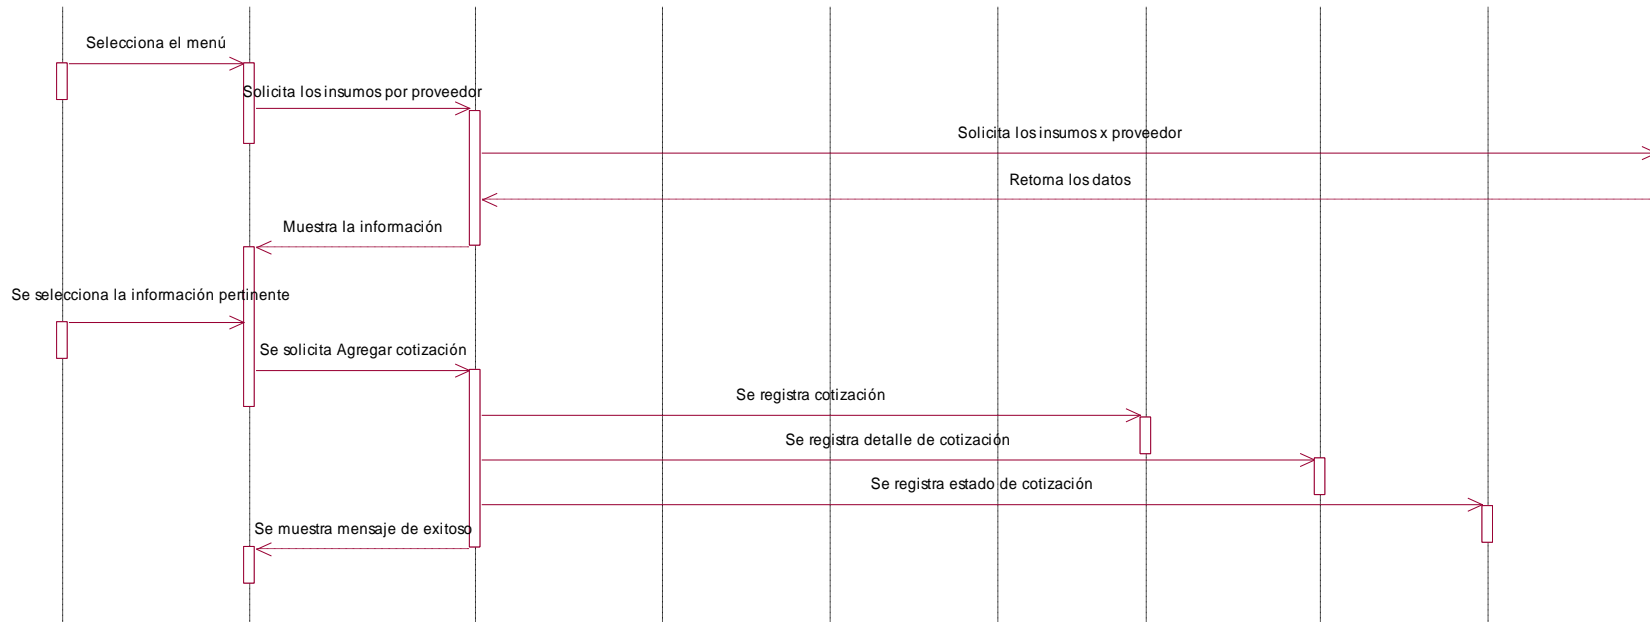 Selecciona el menú
Solicita los insumos por proveedor
Solicita los insumos x proveedor
Retorna los datos
Muestra la información
Se selecciona la información pertinente
Se solicita Agregar cotización
Se registra cotización
Se registra detalle de cotización
Se registra estado de cotización
Se muestra mensaje de exitoso